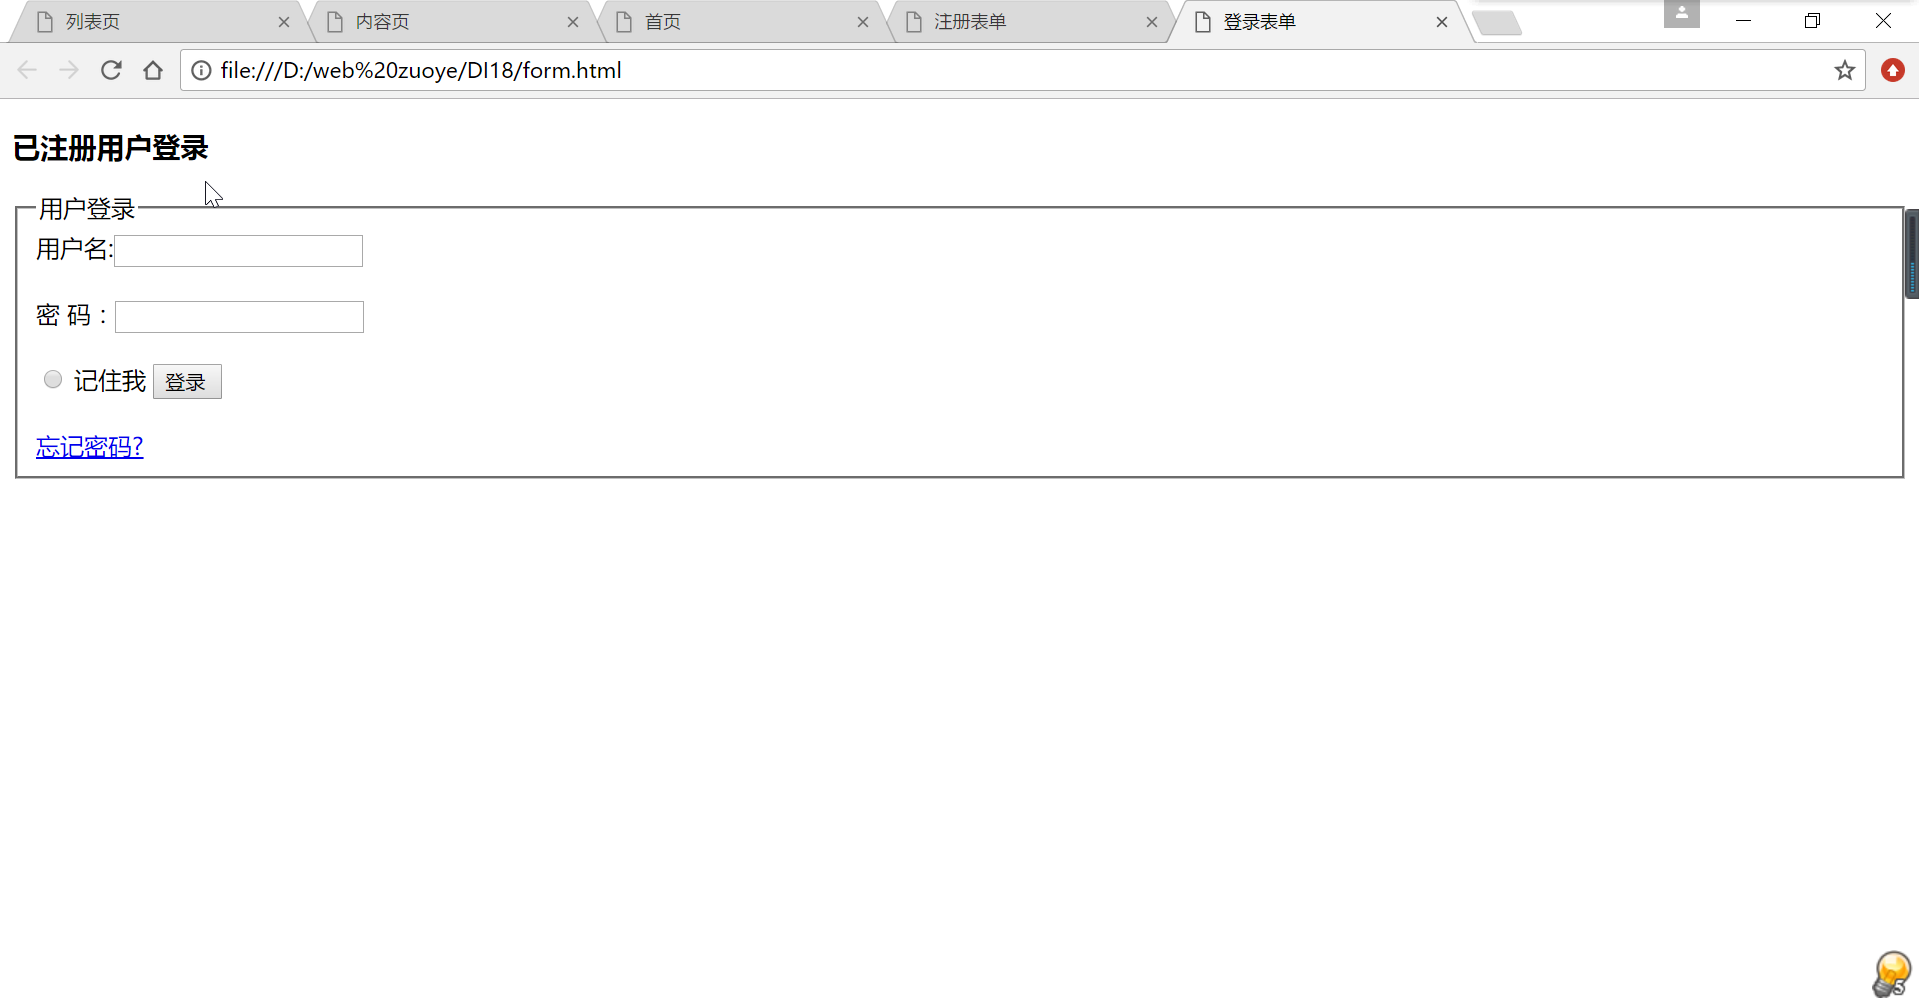 列表页 内容页 首页 注册表单 登录表单
file:///D:/web%20zuoye/DI18/form.html
已注册用户登录
用户登录
用户名:
密 码：
记住我 登录
忘记密码?
5